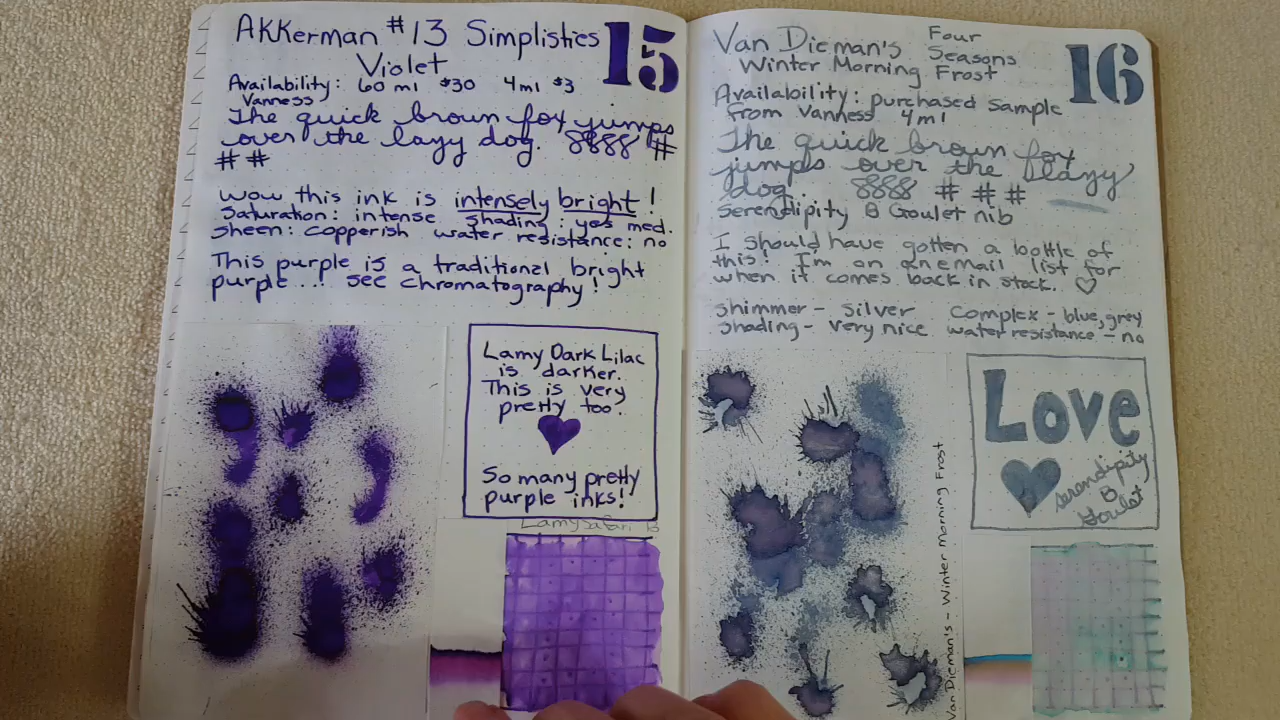 Akkerman #13 Simplisties
Violet
15
Availability: 60 ml $30 4ml $3
Vanness
The quick brown fox jumps
over the lazy dog. 8888 #
# #
Wow this ink is intensely bright!
Saturation: intense shading: yes med.
Sheen: copperish water resistance: no
This purple is a traditional bright
purple...! see chromatography!
Lamy Dark Lilac
is darker.
This is very
pretty too!
So many pretty
purple inks!
Lamy Safari B
Van Dieman's Four
Seasons
Winter Morning Frost
16
Availability: purchased sample
from Vanness 4ml
The quick brown fox
jumps over the blazy
dog. 8888 # # #
Serendipity B Goulet nib
I should have gotten a bottle of
this! I'm on an email list for
when it comes back in stock. ♡
shimmer - silver complex - blue, grey
shading - very nice water resistance - no
Love
serendipity
B
Goulet
Van Dieman's - Winter Morning Frost